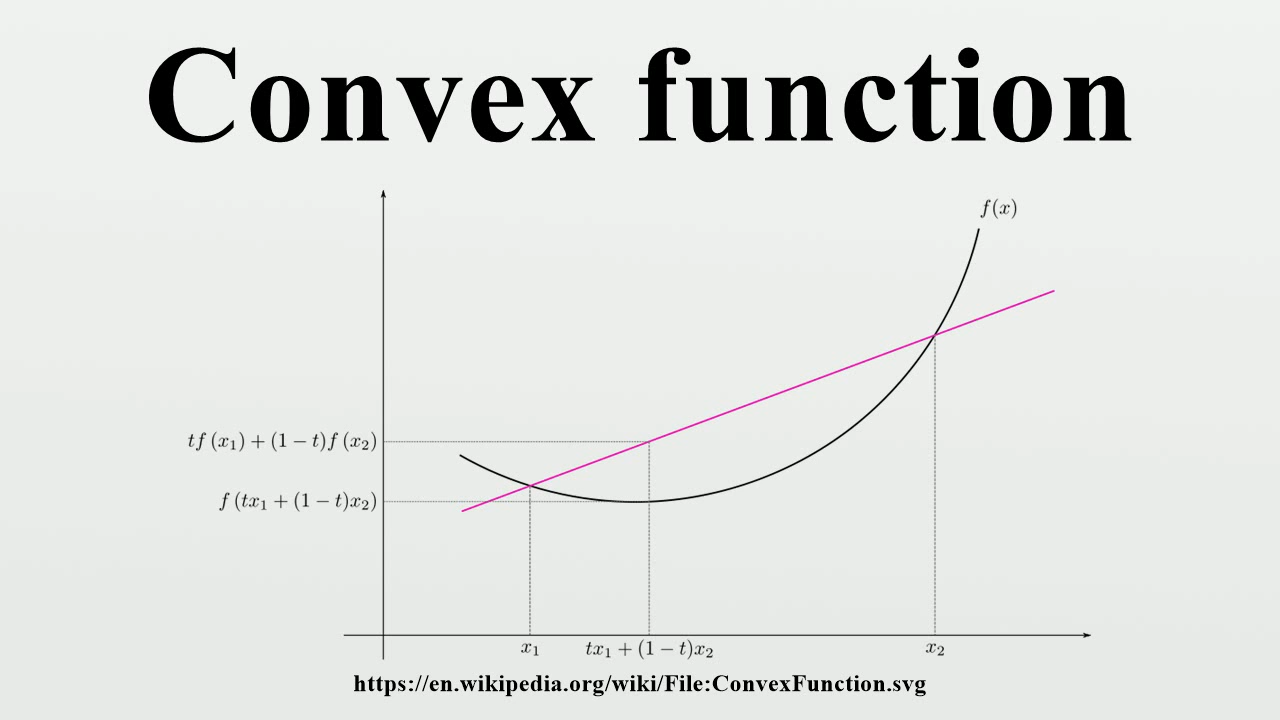 Convex function
f(x)
tf (x₁) + (1 − t)f (x₂)
f (tx₁ + (1 − t)x₂)
x₁
tx₁ + (1 − t)x₂
x₂
https://en.wikipedia.org/wiki/File:ConvexFunction.svg